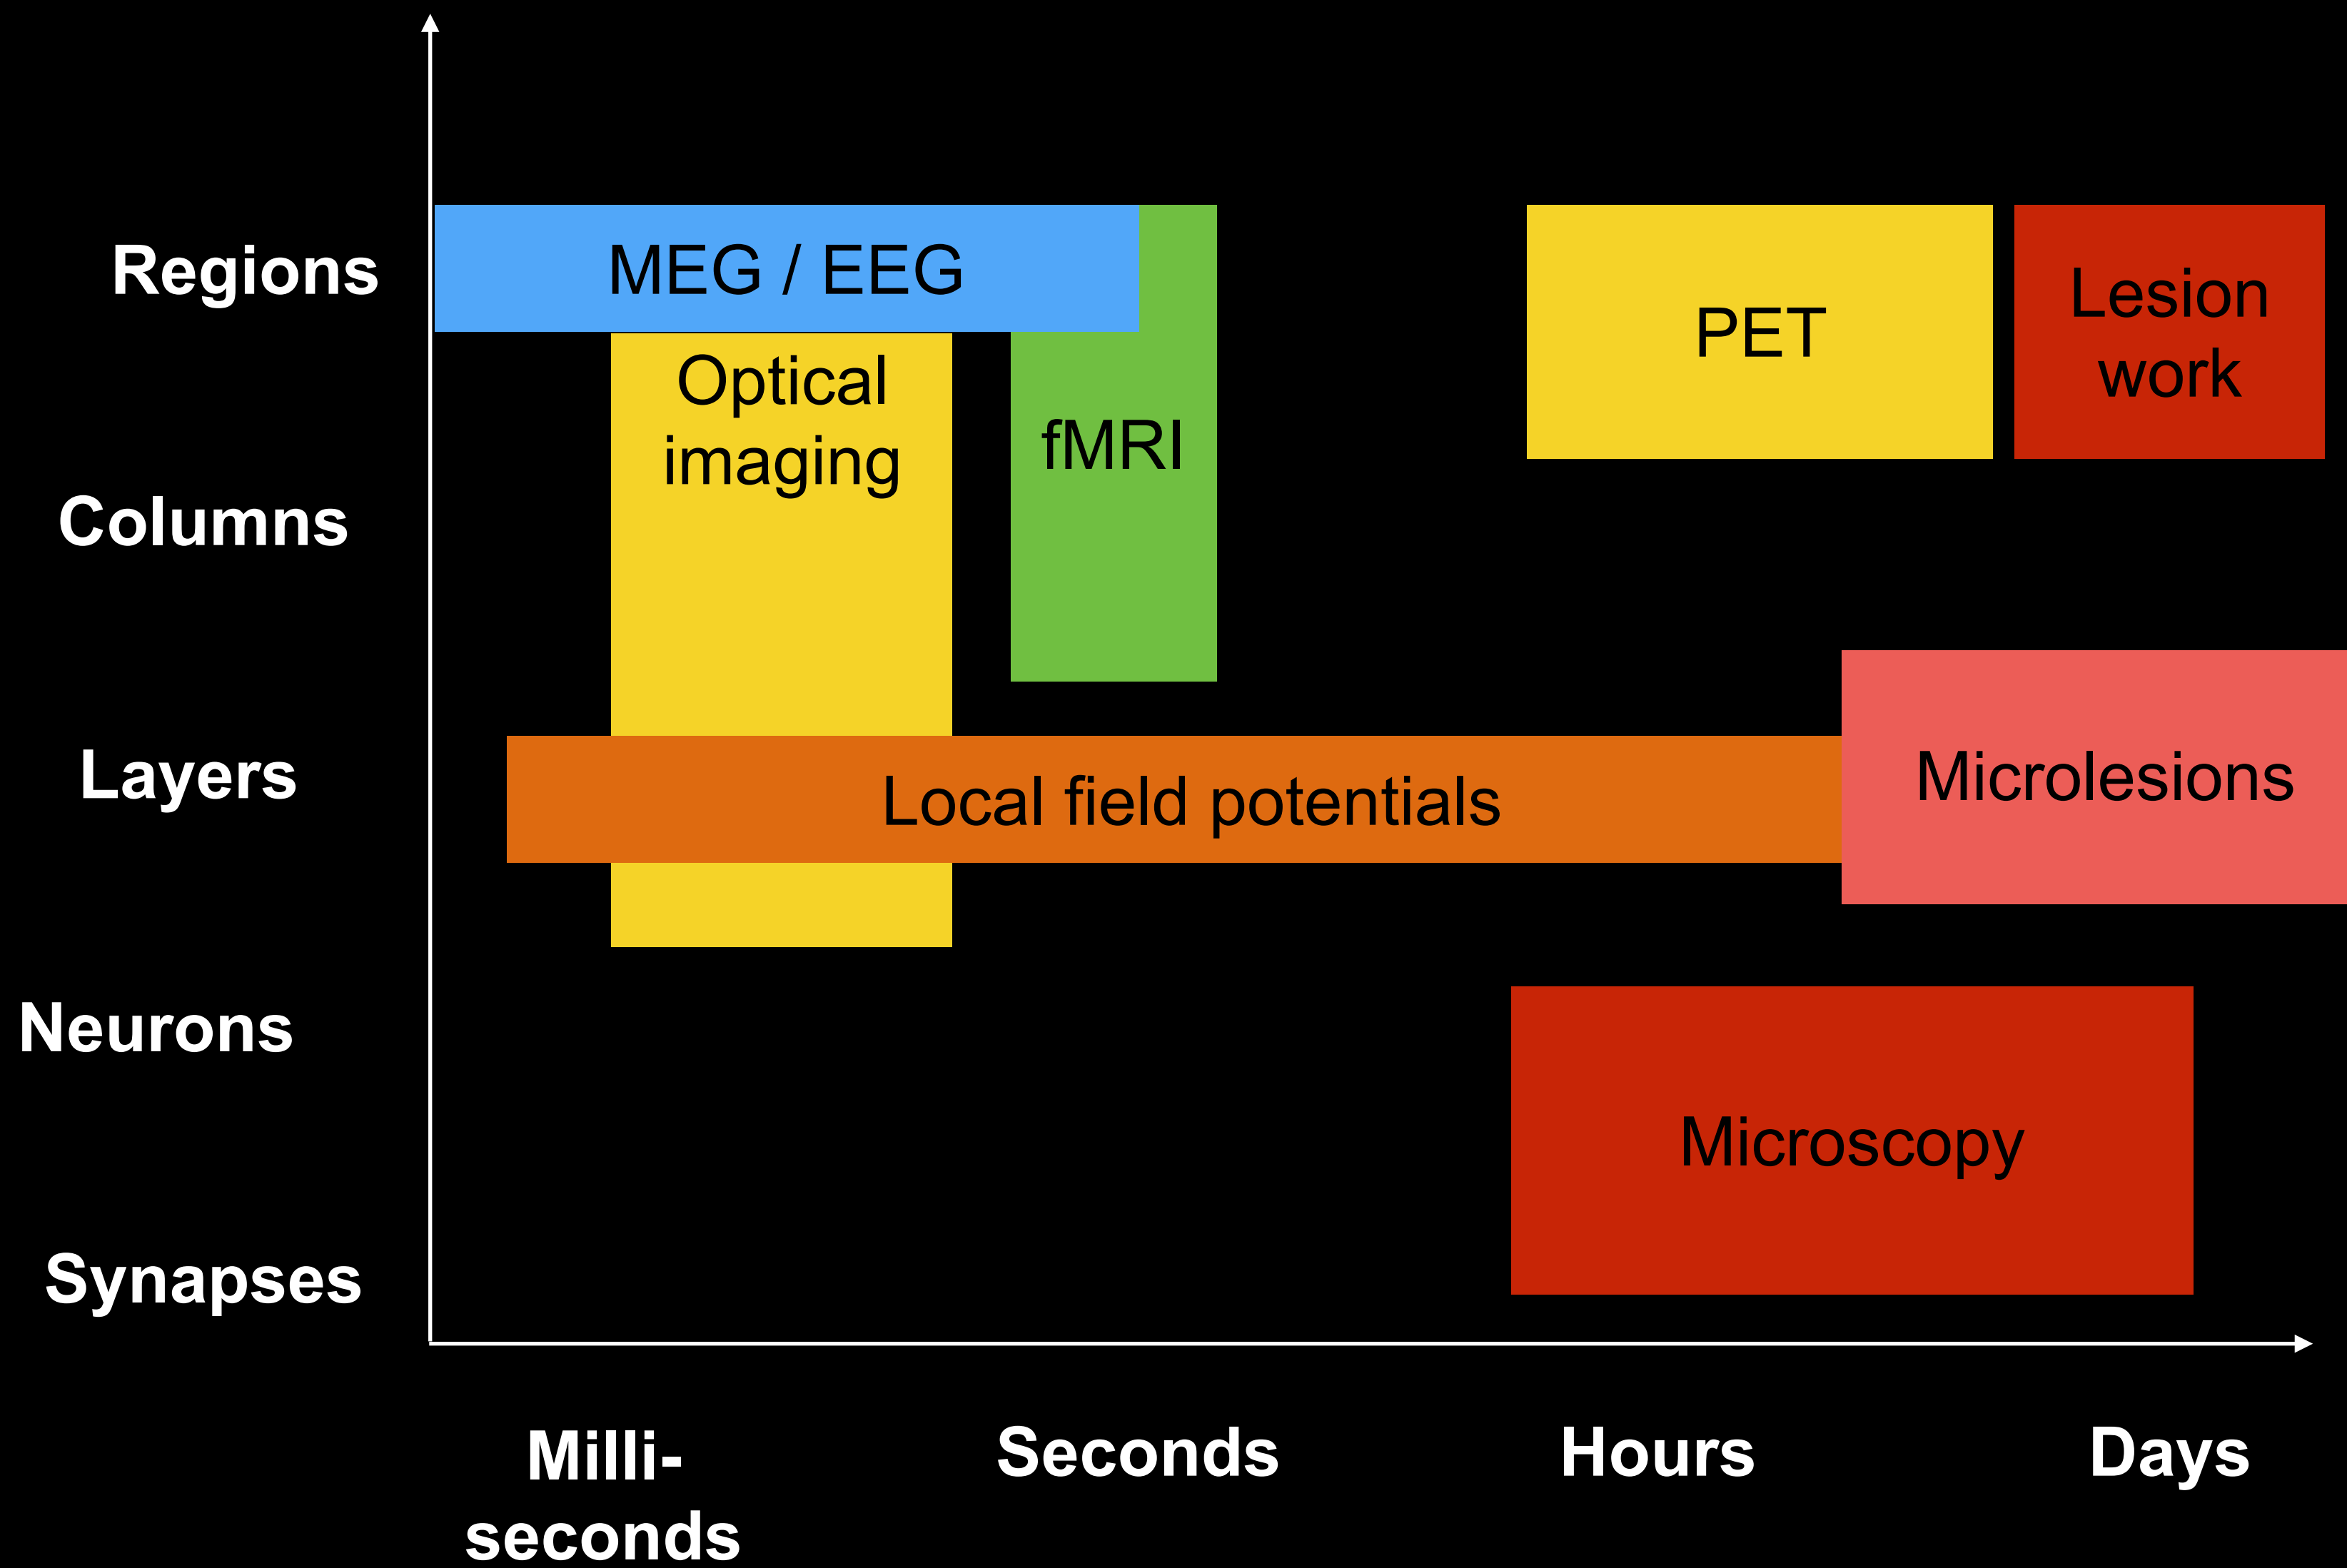 Regions
Columns
Layers
Neurons
Synapses
MEG / EEG
Optical
imaging
fMRI
PET
Lesion
work
Local field potentials
Microlesions
Microscopy
Milli-
seconds
Seconds
Hours
Days